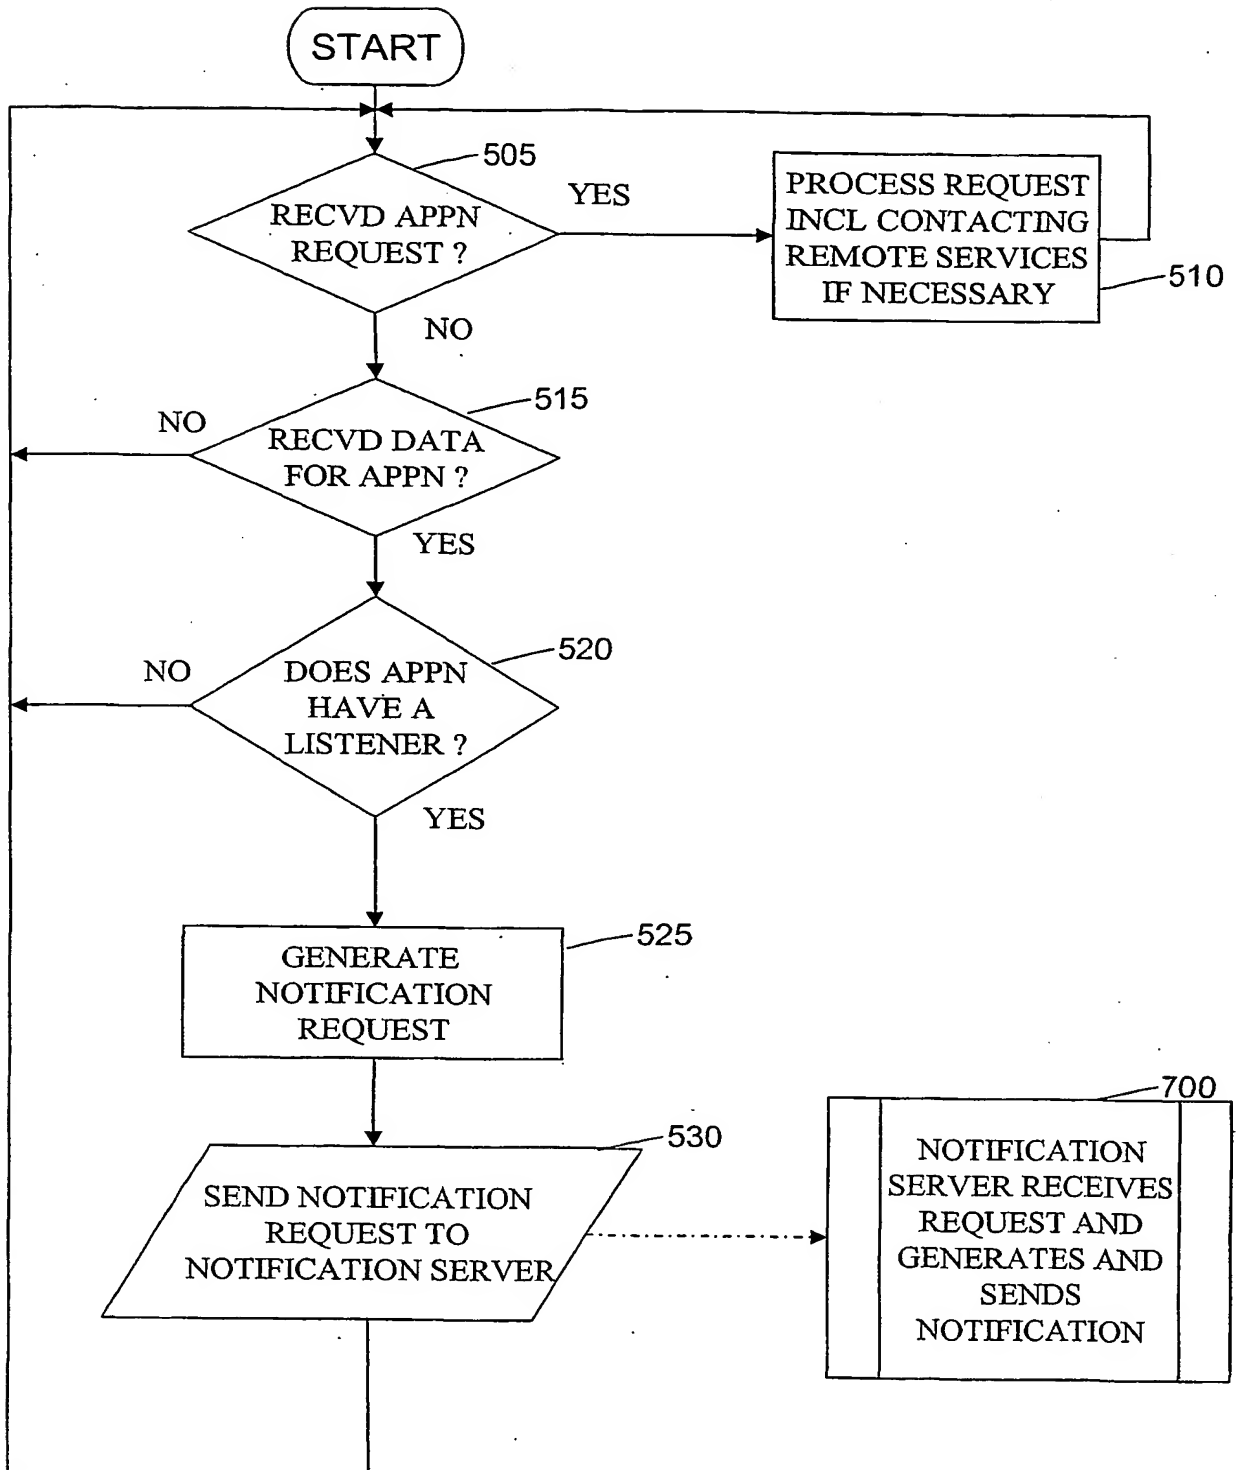 START
505
RECVD APPN
REQUEST ?
YES
PROCESS REQUEST
INCL CONTACTING
REMOTE SERVICES
IF NECESSARY
510
NO
515
RECVD DATA
FOR APPN ?
NO
YES
520
DOES APPN
HAVE A
LISTENER ?
NO
YES
525
GENERATE
NOTIFICATION
REQUEST
530
SEND NOTIFICATION
REQUEST TO
NOTIFICATION SERVER
700
NOTIFICATION
SERVER RECEIVES
REQUEST AND
GENERATES AND
SENDS
NOTIFICATION